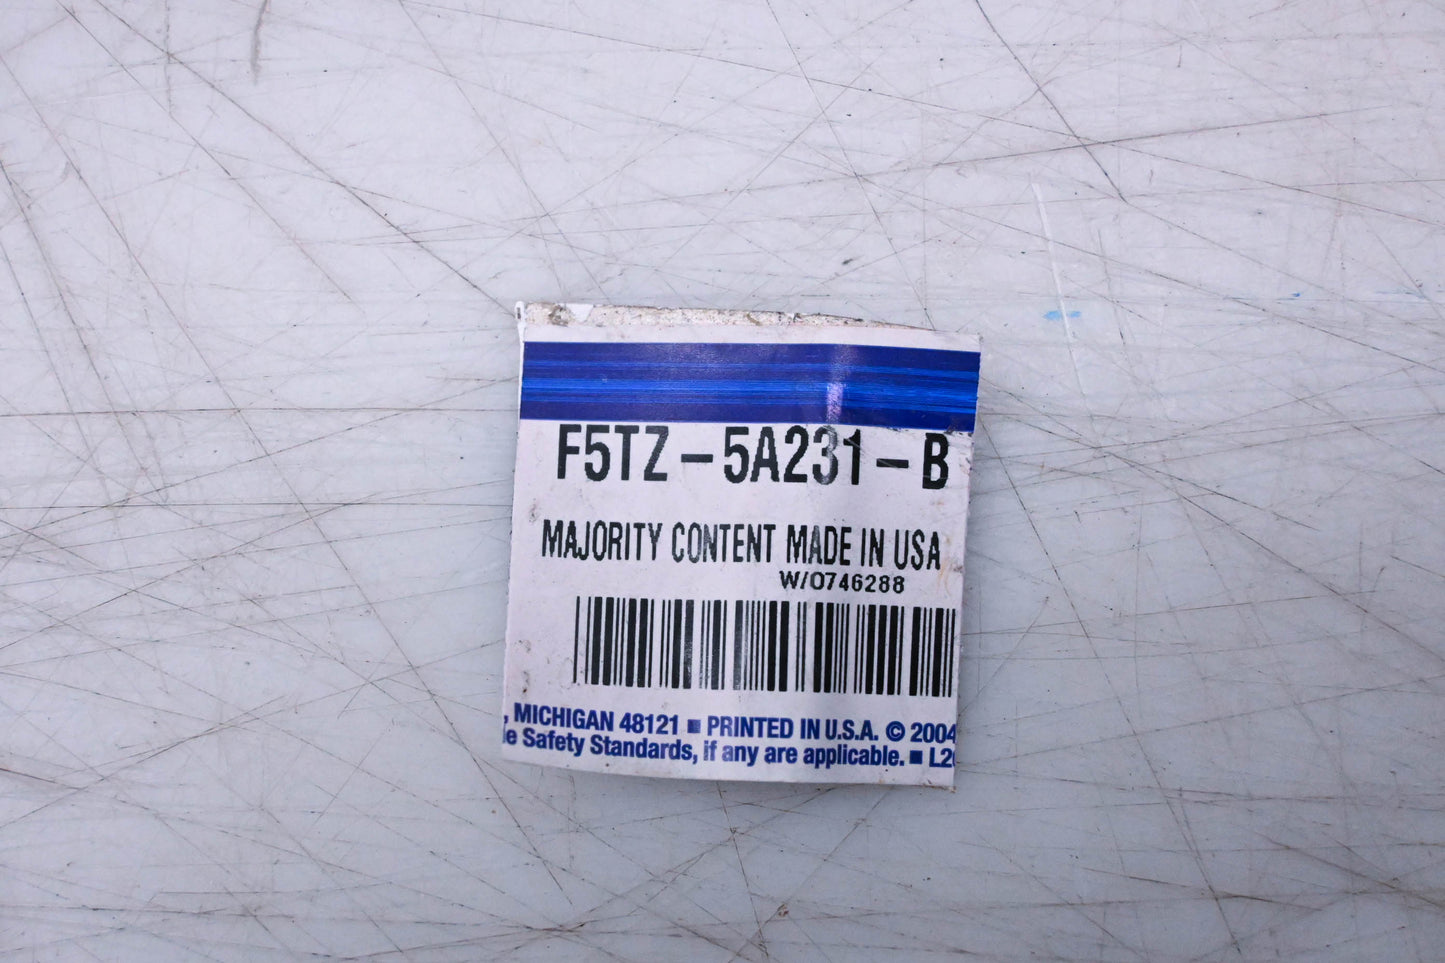 F5TZ-5A231-B
MAJORITY CONTENT MADE IN USA
W/O746288
, MICHIGAN 48121 ■ PRINTED IN U.S.A. © 2004
e Safety Standards, if any are applicable. ■ L2